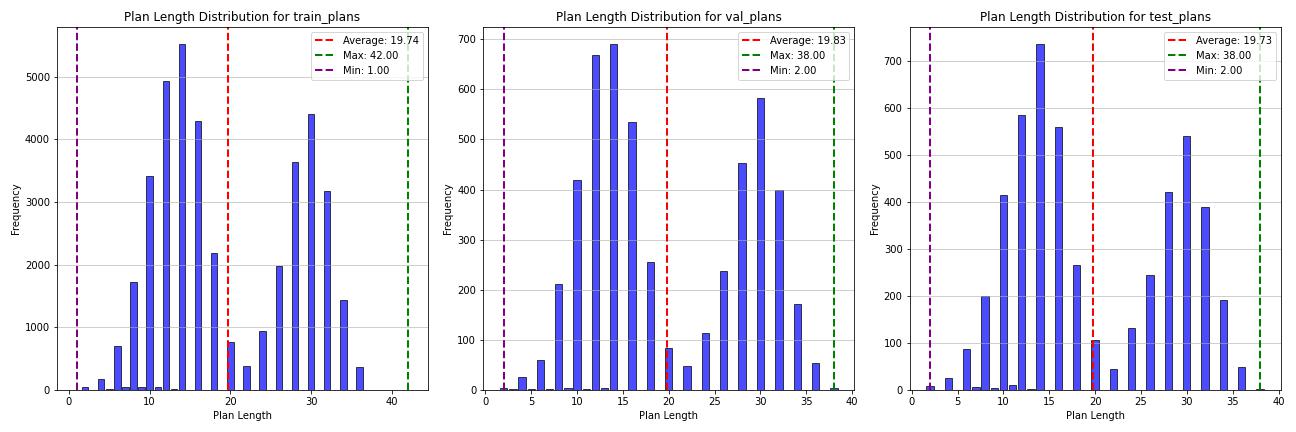 Plan Length Distribution for train_plans
Average: 19.74
Max: 42.00
Min: 1.00
5000
4000
3000
2000
1000
0
Frequency
0 10 20 30 40
Plan Length
Plan Length Distribution for val_plans
Average: 19.83
Max: 38.00
Min: 2.00
700
600
500
400
300
200
100
0
Frequency
0 5 10 15 20 25 30 35 40
Plan Length
Plan Length Distribution for test_plans
Average: 19.73
Max: 38.00
Min: 2.00
700
600
500
400
300
200
100
0
Frequency
0 5 10 15 20 25 30 35 40
Plan Length